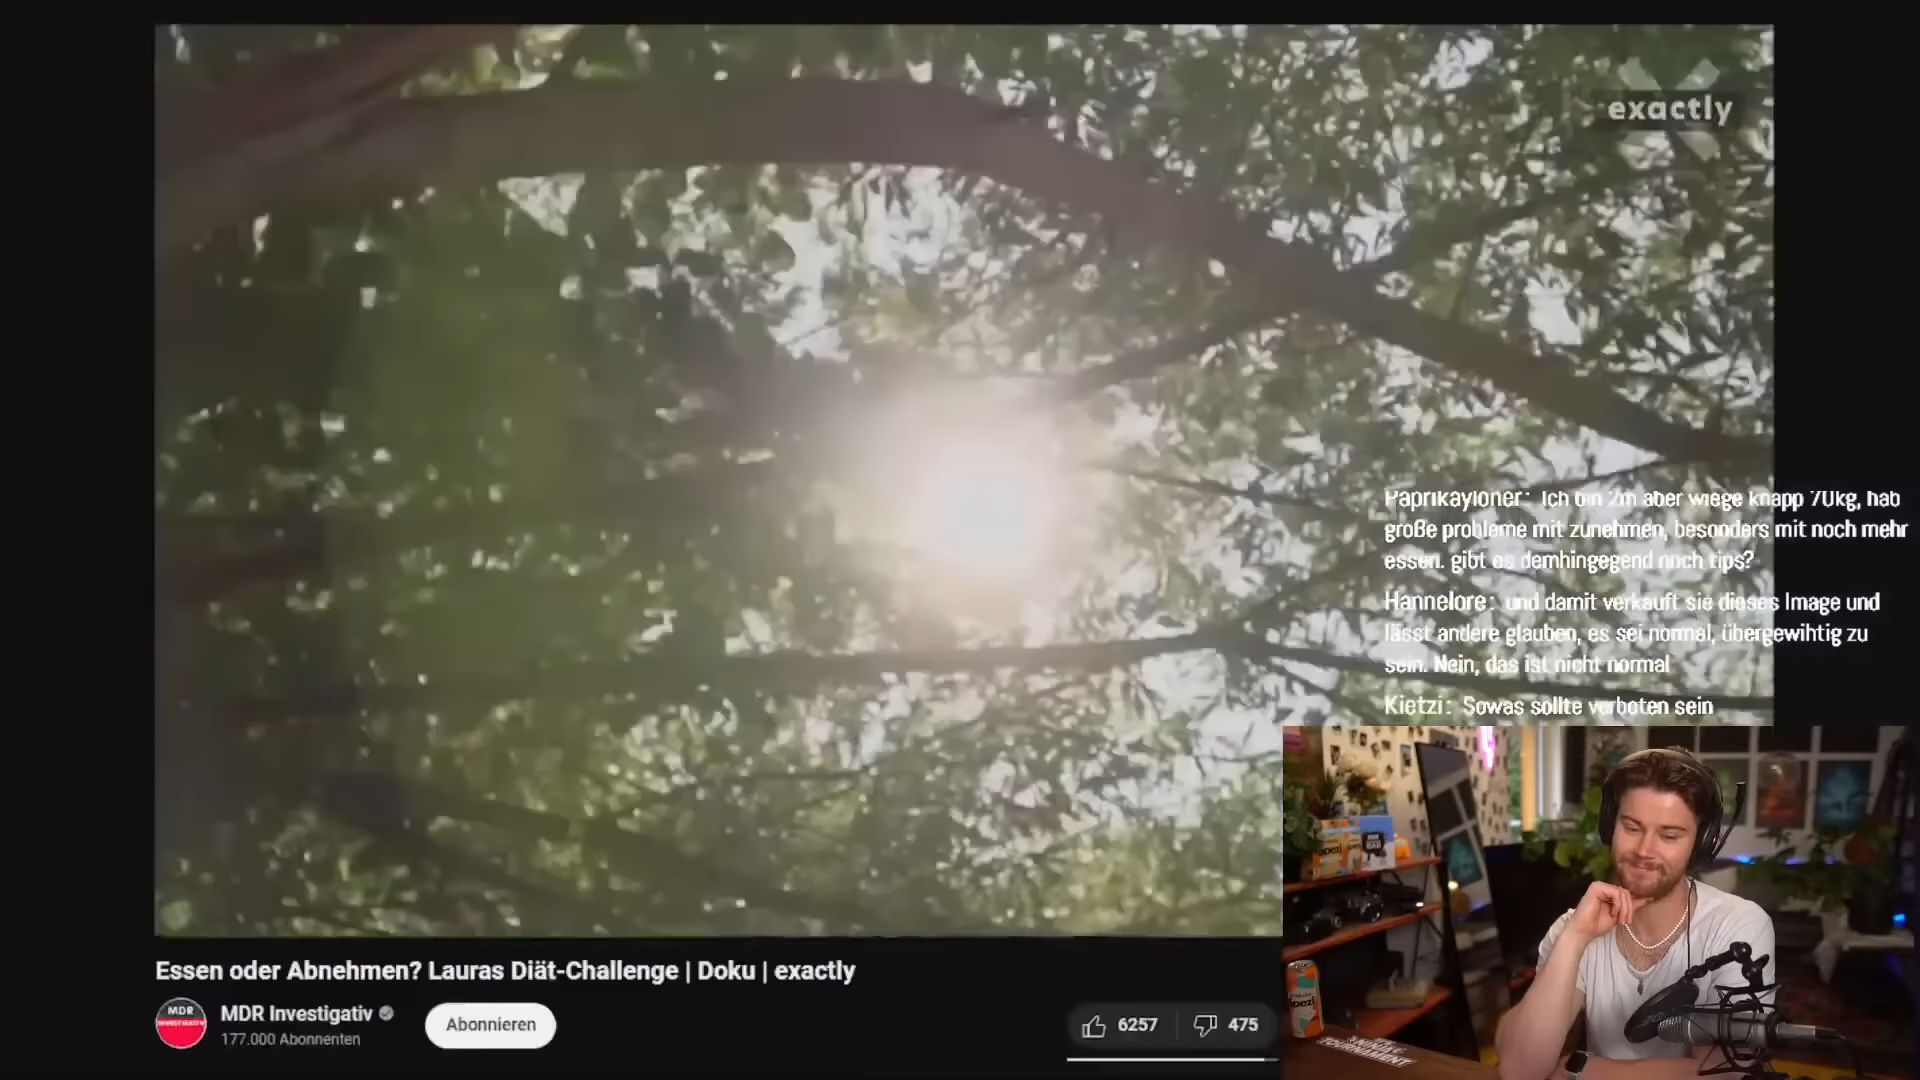 exactly
Paprikayloner: Ich bin 2m aber wiege knapp 70kg, hab
große probleme mit zunehmen, besonders mit noch mehr
essen. gibt es demhingegend noch tips?
Hannelore: und damit verkauft sie dieses Image und
lässt andere glauben, es sei normal, übergewihtig zu
sein. Nein, das ist nicht normal
Kietzi: Sowas sollte verboten sein
Essen oder Abnehmen? Lauras Diät-Challenge | Doku | exactly
MDR
MDR Investigativ
177.000 Abonnenten
Abonnieren
6257
475
spezi
TOURNAMENT